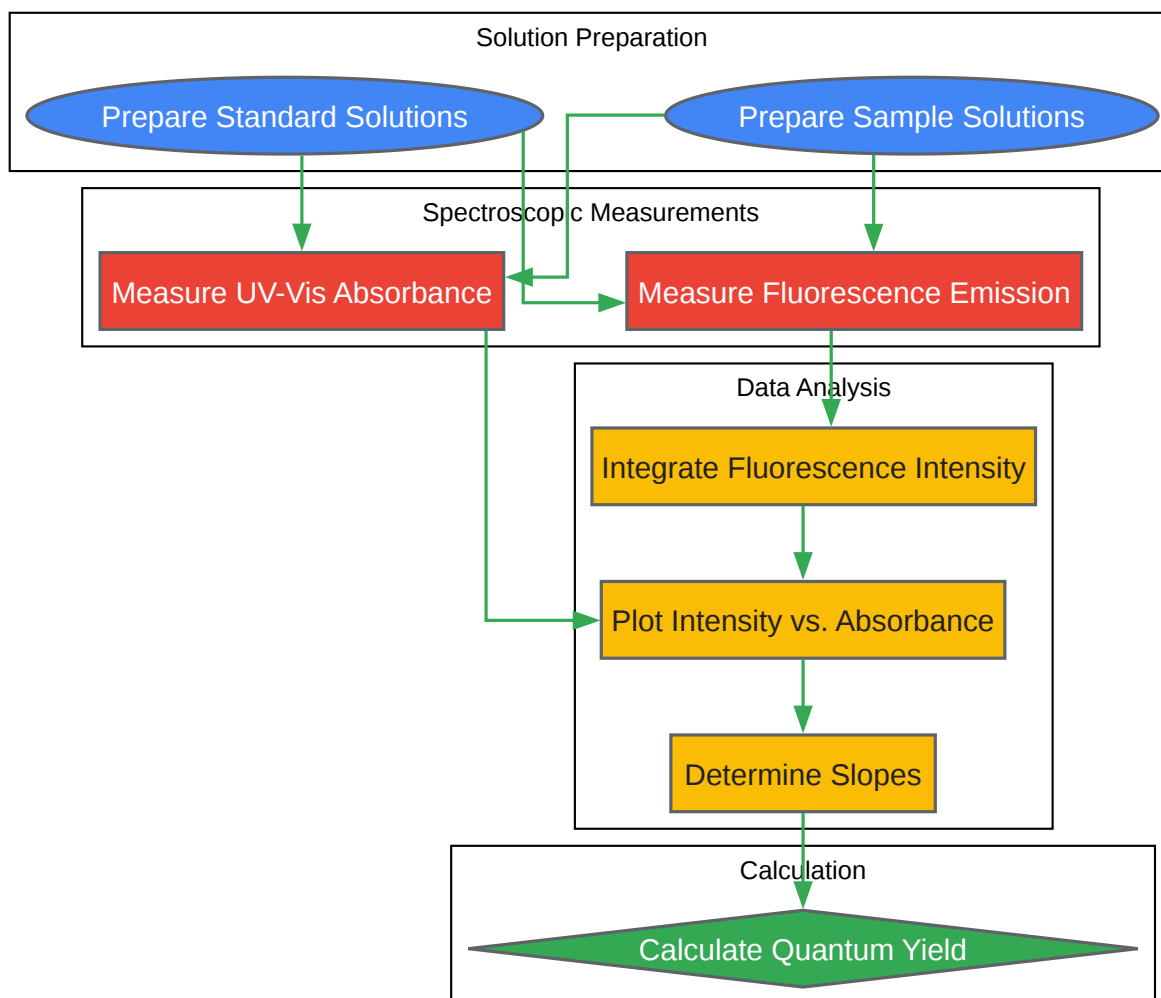 Solution Preparation
Prepare Standard Solutions
Prepare Sample Solutions
Spectroscopic Measurements
Measure UV-Vis Absorbance
Measure Fluorescence Emission
Data Analysis
Integrate Fluorescence Intensity
Plot Intensity vs. Absorbance
Determine Slopes
Calculation
Calculate Quantum Yield